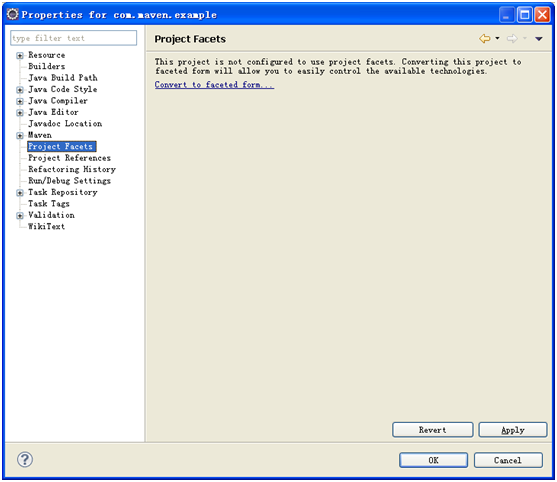 Properties for com.maven.example
type filter text
Project Facets
Resource
Builders
Java Build Path
Java Code Style
Java Compiler
Java Editor
Javadoc Location
Maven
Project Facets
Project References
Refactoring History
Run/Debug Settings
Task Repository
Task Tags
Validation
WikiText
This project is not configured to use project facets. Converting this project to
faceted form will allow you to easily control the available technologies.
Convert to faceted form...
Revert
Apply
?
OK
Cancel